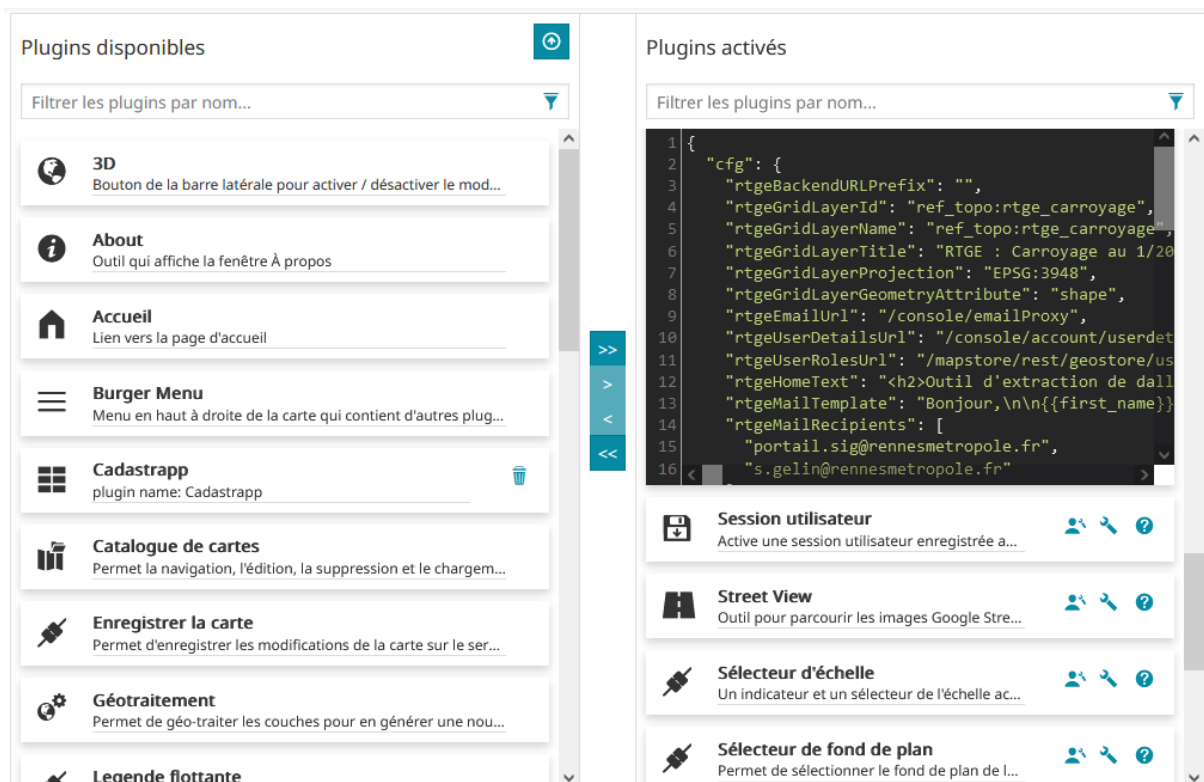 Plugins disponibles
Filtrer les plugins par nom...
3D
Bouton de la barre latérale pour activer / désactiver le mod...
About
Outil qui affiche la fenêtre À propos
Accueil
Lien vers la page d'accueil
Burger Menu
Menu en haut à droite de la carte qui contient d'autres plug...
Cadastrapp
plugin name: Cadastrapp
Catalogue de cartes
Permet la navigation, l'édition, la suppression et le chargem...
Enregistrer la carte
Permet d'enregistrer les modifications de la carte sur le ser...
Géotraitement
Permet de géo-traiter les couches pour en générer une nou...
Legende flottante
>>
>
<
<<
Plugins activés
Filtrer les plugins par nom...
1 {
2 "cfg": {
3 "rtgeBackendURLPrefix": "",
4 "rtgeGridLayerId": "ref_topo:rtge_carroyage",
5 "rtgeGridLayerName": "ref_topo:rtge_carroyage",
6 "rtgeGridLayerTitle": "RTGE : Carroyage au 1/20
7 "rtgeGridLayerProjection": "EPSG:3948",
8 "rtgeGridLayerGeometryAttribute": "shape",
9 "rtgeEmailUrl": "/console/emailProxy",
10 "rtgeUserDetailsUrl": "/console/account/userdet
11 "rtgeUserRolesUrl": "/mapstore/rest/geostore/us
12 "rtgeHomeText": "<h2>Outil d'extraction de dall
13 "rtgeMailTemplate": "Bonjour,\n\n{{first_name}}
14 "rtgeMailRecipients": [
15 "portail.sig@rennesmetropole.fr",
16 "s.gelin@rennesmetropole.fr"
Session utilisateur
Active une session utilisateur enregistrée a...
Street View
Outil pour parcourir les images Google Stre...
Sélecteur d'échelle
Un indicateur et un sélecteur de l'échelle ac...
Sélecteur de fond de plan
Permet de sélectionner le fond de plan de l...